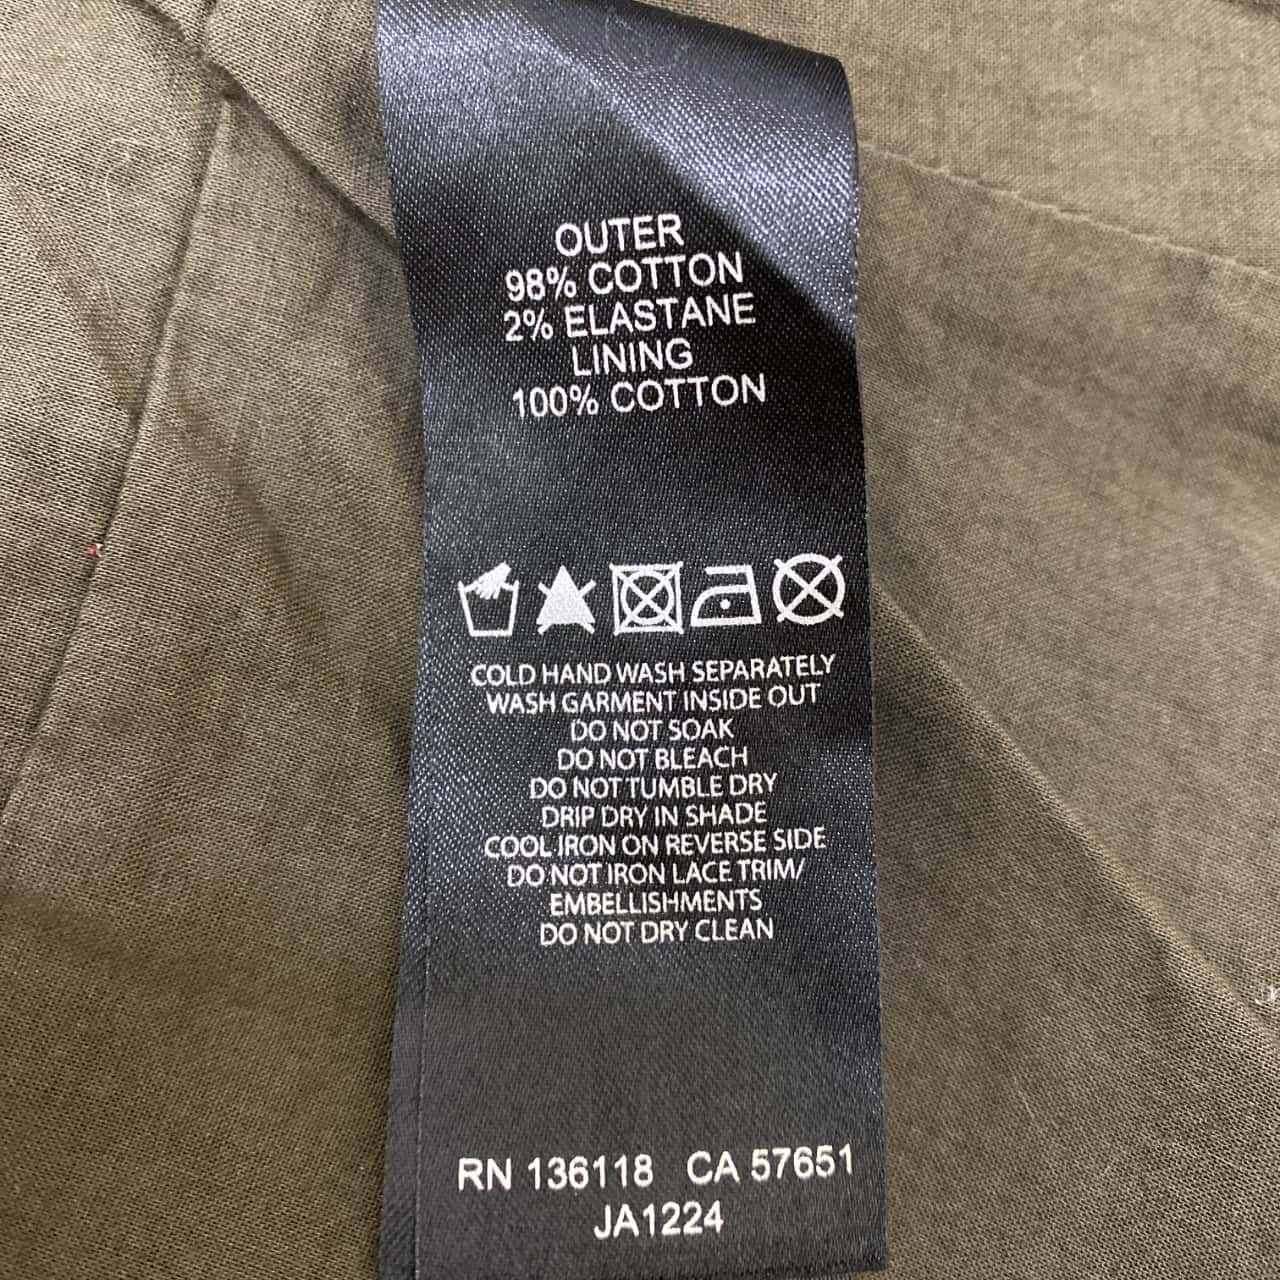 OUTER
98% COTTON
2% ELASTANE
LINING
100% COTTON
COLD HAND WASH SEPARATELY
WASH GARMENT INSIDE OUT
DO NOT SOAK
DO NOT BLEACH
DO NOT TUMBLE DRY
DRIP DRY IN SHADE
COOL IRON ON REVERSE SIDE
DO NOT IRON LACE TRIM/
EMBELLISHMENTS
DO NOT DRY CLEAN
RN 136118 CA 57651
JA1224